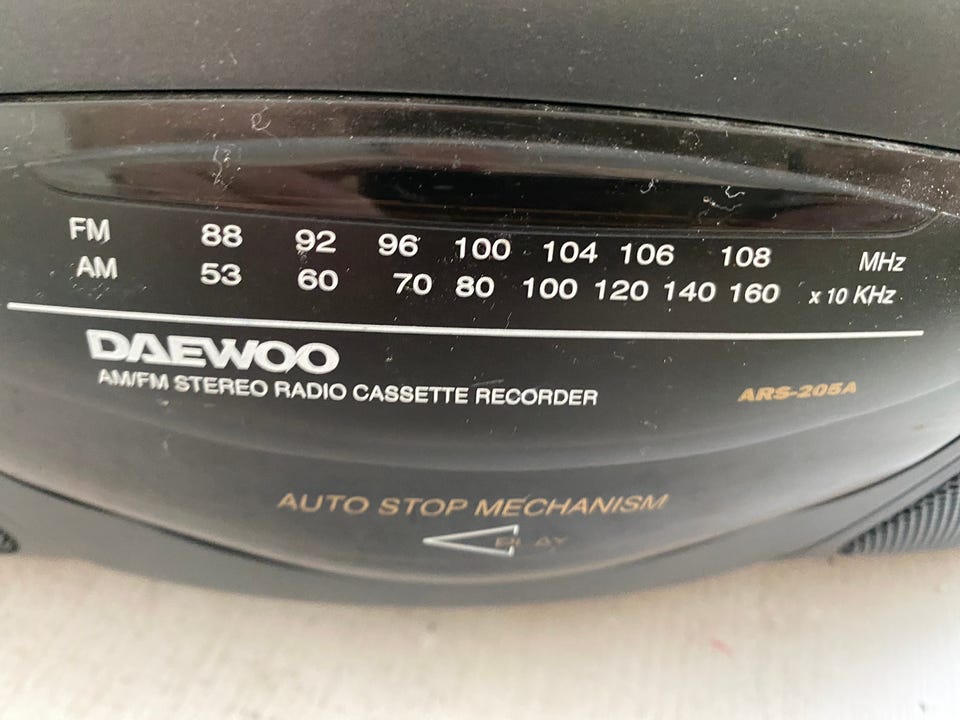 FM 88 92 96 100 104 106 108 MHz
AM 53 60 70 80 100 120 140 160 x 10 KHz
DAEWOO
AM/FM STEREO RADIO CASSETTE RECORDER
ARS-205A
AUTO STOP MECHANISM
PLAY